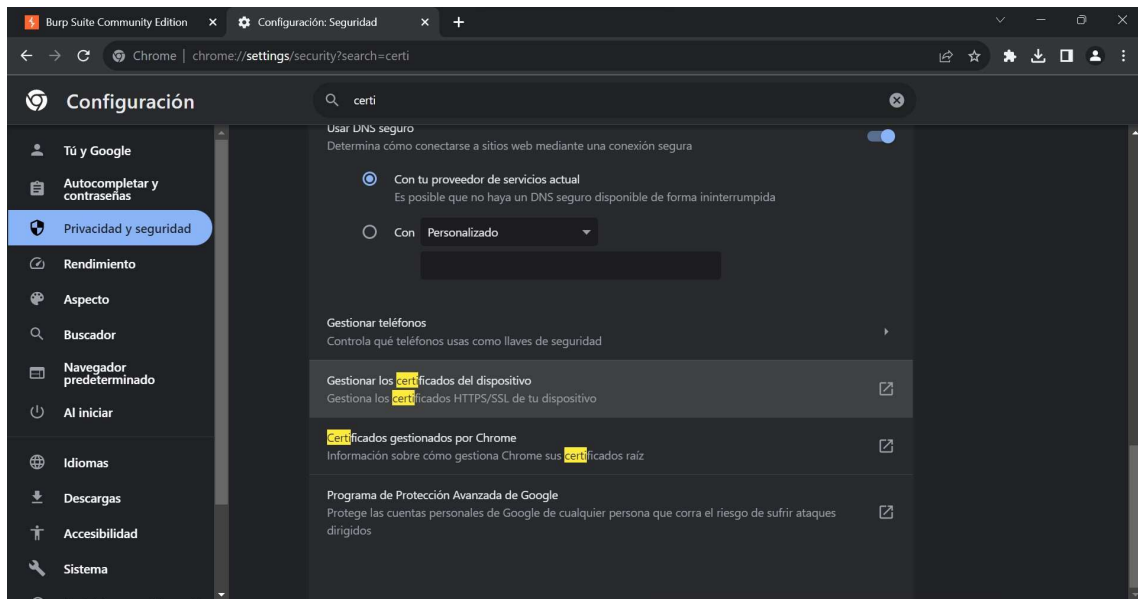 Burp Suite Community Edition
Configuración: Seguridad
Chrome | chrome://settings/security?search=certi
Configuración
certi
Tú y Google
Autocompletar y
contraseñas
Privacidad y seguridad
Rendimiento
Aspecto
Buscador
Navegador
predeterminado
Al iniciar
Idiomas
Descargas
Accesibilidad
Sistema
Usar DNS seguro
Determina cómo conectarse a sitios web mediante una conexión segura
Con tu proveedor de servicios actual
Es posible que no haya un DNS seguro disponible de forma ininterrumpida
Con Personalizado
Gestionar teléfonos
Controla qué teléfonos usas como llaves de seguridad
Gestionar los certificados del dispositivo
Gestiona los certificados HTTPS/SSL de tu dispositivo
Certificados gestionados por Chrome
Información sobre cómo gestiona Chrome sus certificados raíz
Programa de Protección Avanzada de Google
Protege las cuentas personales de Google de cualquier persona que corra el riesgo de sufrir ataques
dirigidos